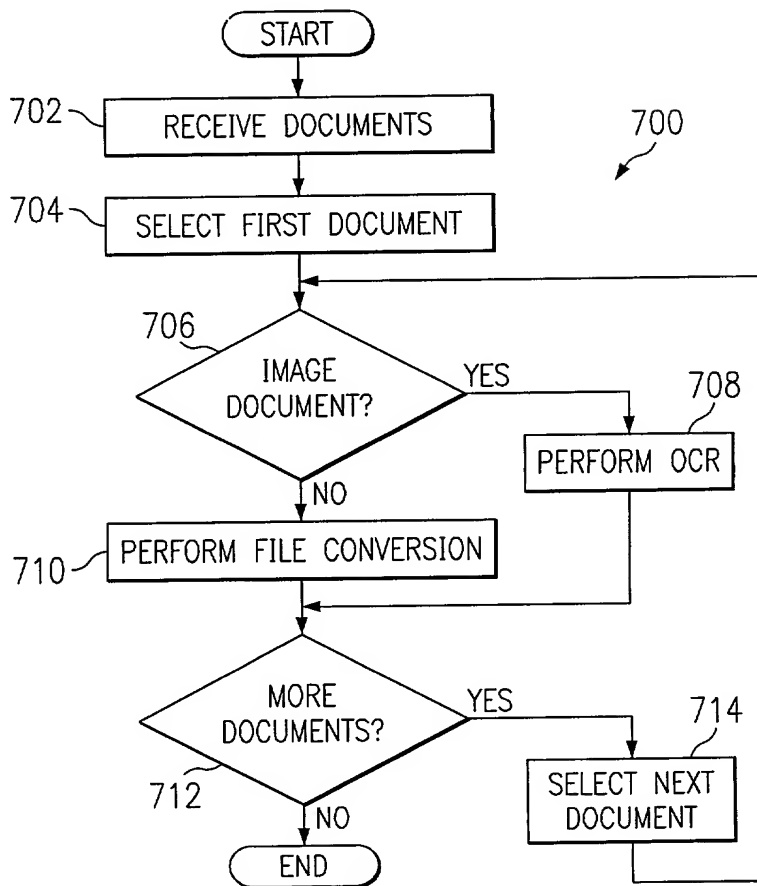 START
702
RECEIVE DOCUMENTS
700
704
SELECT FIRST DOCUMENT
706
IMAGE
DOCUMENT?
YES
708
PERFORM OCR
NO
710
PERFORM FILE CONVERSION
MORE
DOCUMENTS?
YES
712
714
SELECT NEXT
DOCUMENT
NO
END